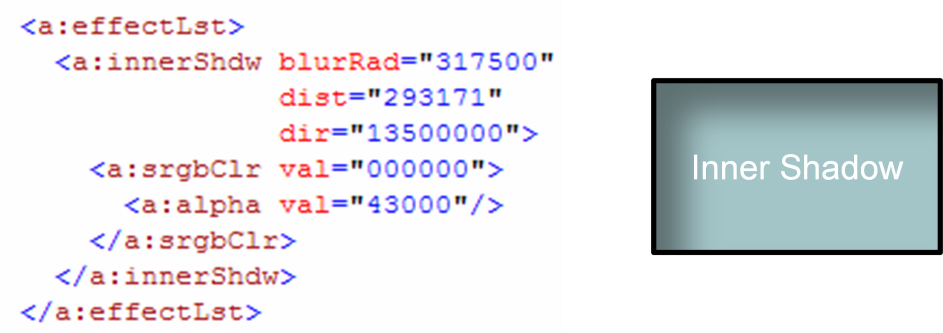 <a:effectLst>
<a:innerShdw blurRad="317500"
dist="293171"
dir="13500000">
<a:srgbClr val="000000">
<a:alpha val="43000"/>
</a:srgbClr>
</a:innerShdw>
</a:effectLst>
Inner Shadow